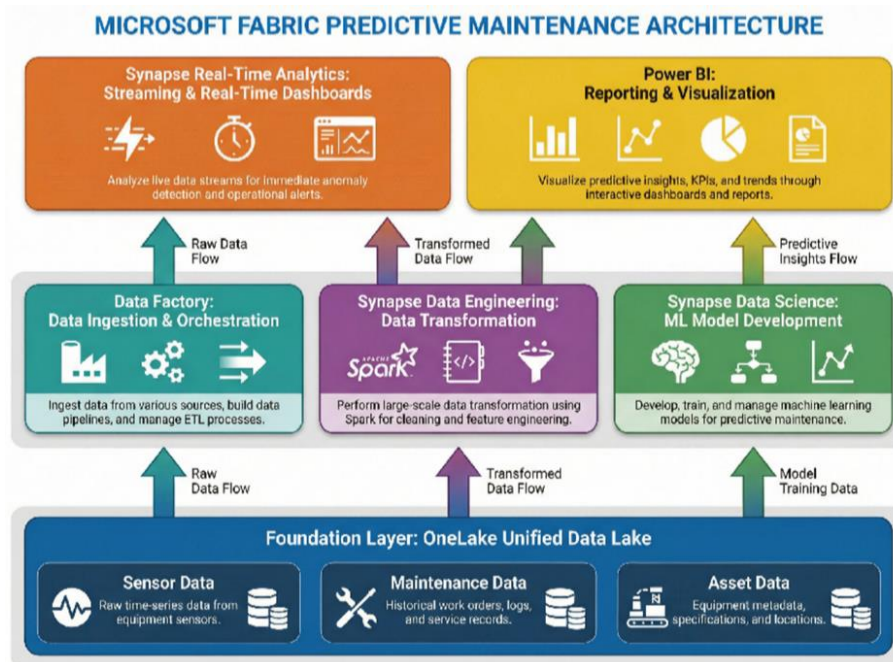 MICROSOFT FABRIC PREDICTIVE MAINTENANCE ARCHITECTURE
Synapse Real-Time Analytics:
Streaming & Real-Time Dashboards
Analyze live data streams for immediate anomaly
detection and operational alerts.
Power BI:
Reporting & Visualization
Visualize predictive insights, KPIs, and trends through
interactive dashboards and reports.
Raw Data
Flow
Transformed
Data Flow
Predictive
Insights Flow
Data Factory:
Data Ingestion & Orchestration
Ingest data from various sources, build data
pipelines, and manage ETL processes.
Synapse Data Engineering:
Data Transformation
APACHE
Spark
</>
Perform large-scale data transformation using
Spark for cleaning and feature engineering.
Synapse Data Science:
ML Model Development
Develop, train, and manage machine learning
models for predictive maintenance.
Raw
Data Flow
Transformed
Data Flow
Model
Training Data
Foundation Layer: OneLake Unified Data Lake
Sensor Data
Raw time-series data from
equipment sensors.
Maintenance Data
Historical work orders, logs,
and service records.
Asset Data
Equipment metadata,
specifications, and locations.